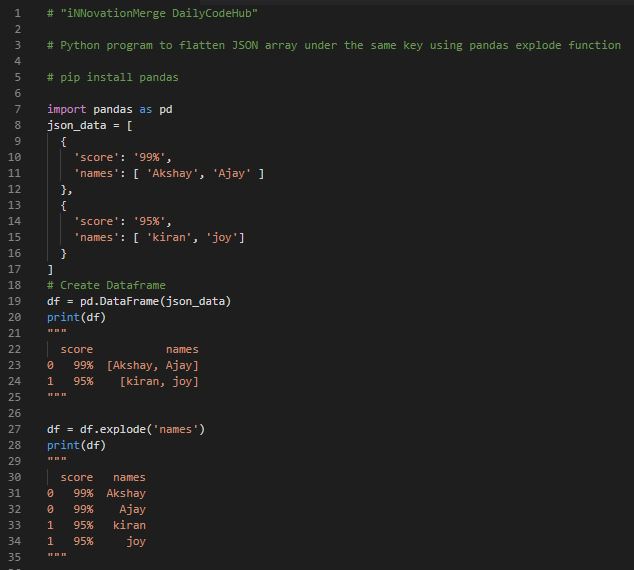 1 # "iNNovationMerge DailyCodeHub"
2
3 # Python program to flatten JSON array under the same key using pandas explode function
4
5 # pip install pandas
6
7 import pandas as pd
8 json_data = [
9   {
10     'score': '99%',
11     'names': [ 'Akshay', 'Ajay' ]
12   },
13   {
14     'score': '95%',
15     'names': [ 'kiran', 'joy']
16   }
17 ]
18 # Create Dataframe
19 df = pd.DataFrame(json_data)
20 print(df)
21 """
22   score           names
23 0   99%  [Akshay, Ajay]
24 1   95%    [kiran, joy]
25 """
26
27 df = df.explode('names')
28 print(df)
29 """
30   score   names
31 0   99%  Akshay
32 0   99%    Ajay
33 1   95%   kiran
34 1   95%     joy
35 """